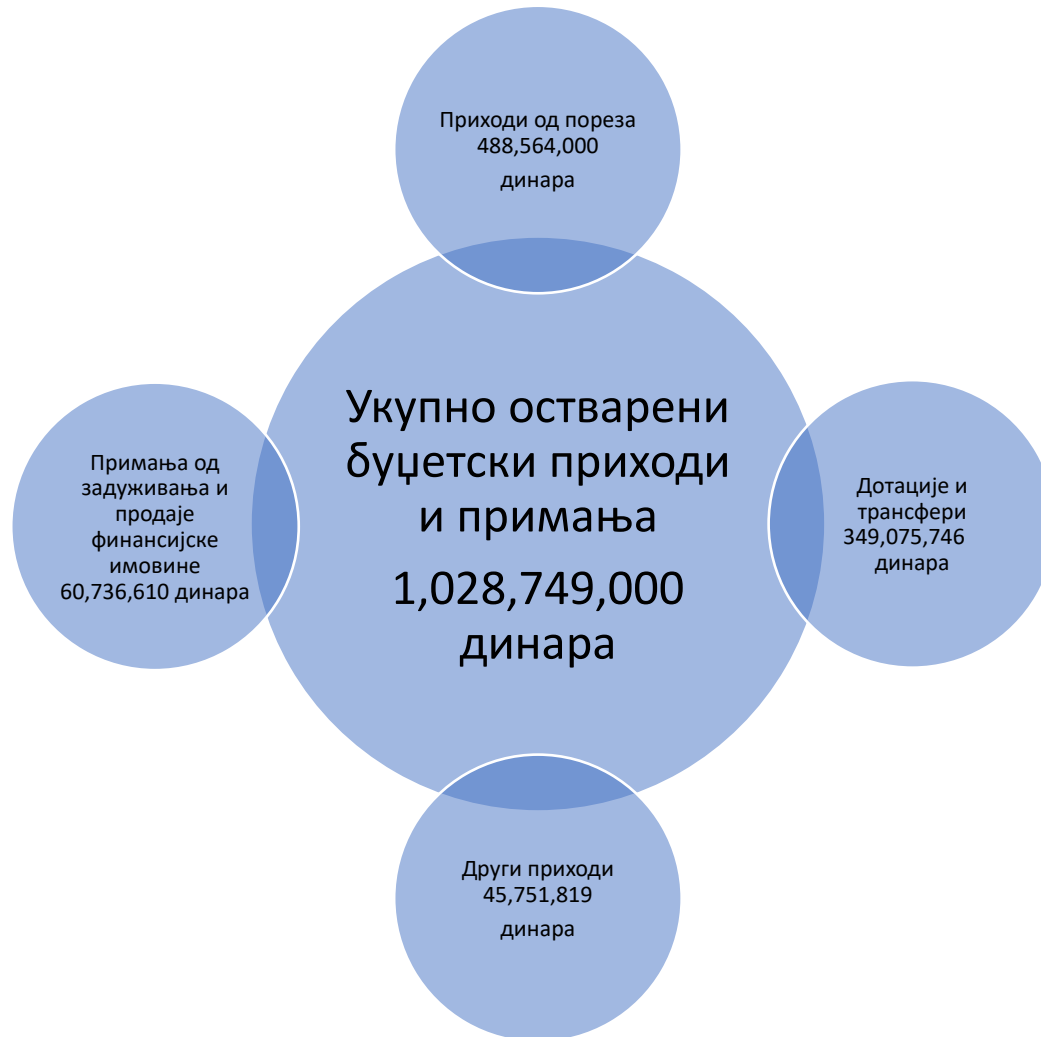 Приходи од пореза
488,564,000
динара
Укупно остварени
буџетски приходи
и примања
1,028,749,000
динара
Примања од
задуживања и
продаје
финансијске
имовине
60,736,610 динара
Дотације и
трансфери
349,075,746
динара
Други приходи
45,751,819
динара